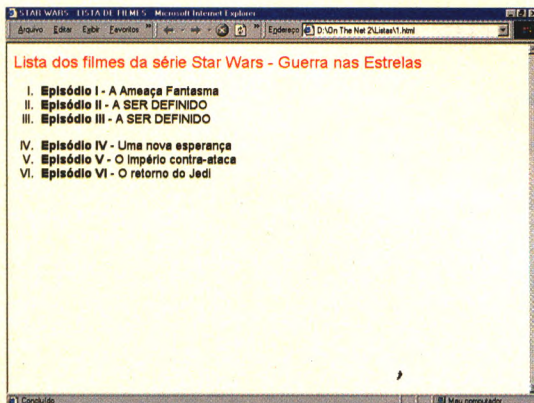 STAR WARS - LISTA DE FILMES - Microsoft Internet Explorer
Arquivo Editar Exibir Favoritos » Endereço D:\On The Net 2\Listas\1.html
Lista dos filmes da série Star Wars - Guerra nas Estrelas
I. Episódio I - A Ameaça Fantasma
II. Episódio II - A SER DEFINIDO
III. Episódio III - A SER DEFINIDO
IV. Episódio IV - Uma nova esperança
V. Episódio V - O império contra-ataca
VI. Episódio VI - O retorno do Jedi
Concluído Meu computador